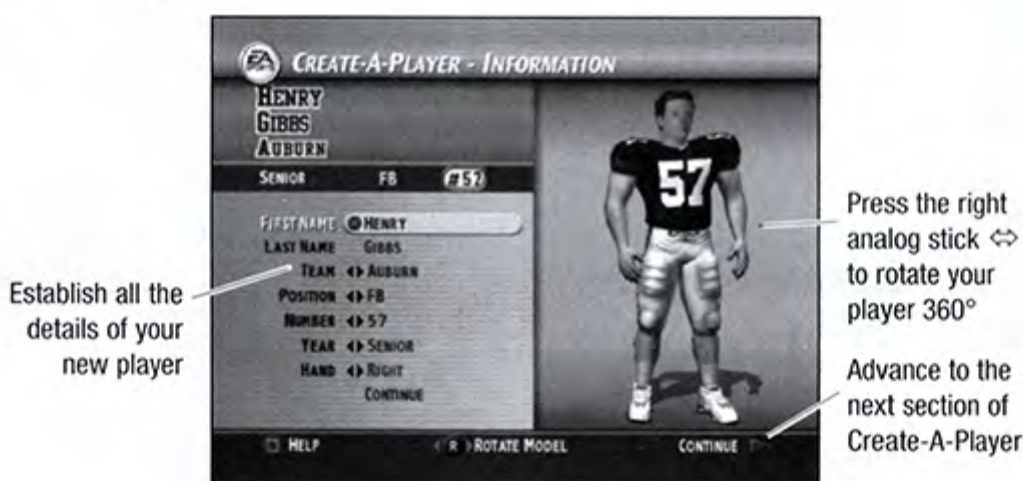 EA
CREATE-A-PLAYER - INFORMATION
HENRY
GIBBS
AUBURN
SENIOR FB #57
FIRST NAME HENRY
LAST NAME GIBBS
TEAM AUBURN
POSITION FB
NUMBER 57
YEAR SENIOR
HAND RIGHT
CONTINUE
57
HELP R ROTATE MODEL CONTINUE
Establish all the
details of your
new player
Press the right
analog stick ⇔
to rotate your
player 360°
Advance to the
next section of
Create-A-Player